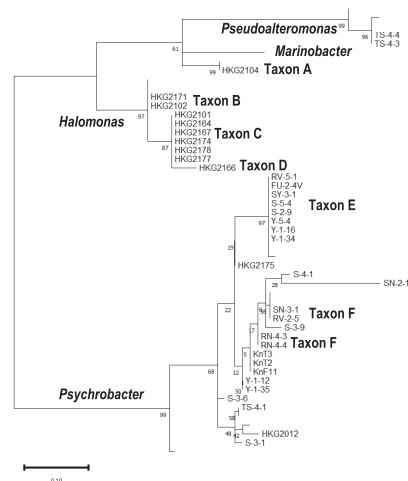 Pseudoalteromonas
99
96
TS-4-4
TS-4-3
61
Marinobacter
99
HKG2104
Taxon A
HKG2171
Taxon B
HKG2102
97
Halomonas
HKG2101
HKG2164
HKG2167
Taxon C
HKG2174
HKG2178
87
HKG2177
HKG2166
Taxon D
RV-5-1
FU-2-4V
SY-3-1
S-5-4
Taxon E
S-2-9
97
Y-5-4
Y-1-16
Y-1-34
19
HKG2175
S-4-1
28
SN-2-1
22
SN-3-1
Taxon F
RV-2-5
17
S-3-9
RN-4-3
RN-4-4
Taxon F
5
KnT3
KnT2
68
12
KnF11
Y-1-12
50
Y-1-35
Psychrobacter
S-3-6
99
58
TS-4-1
48
42
HKG2012
S-3-1
0.10